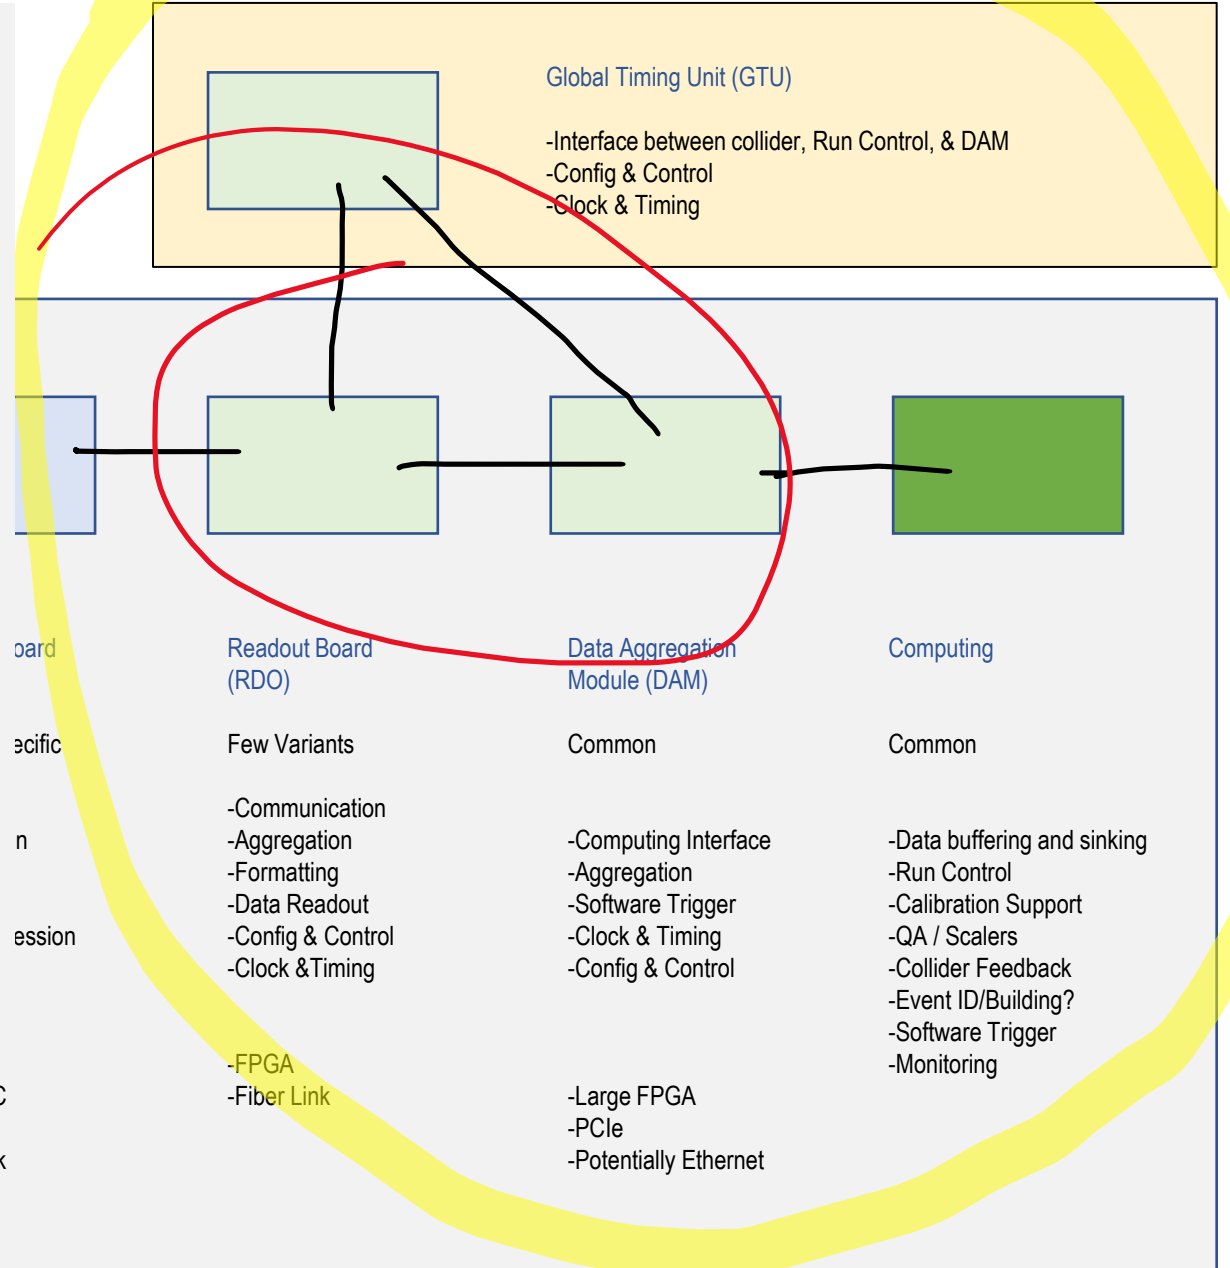 Global Timing Unit (GTU)
-Interface between collider, Run Control, & DAM
-Config & Control
-Clock & Timing
oard
ecific
n
ession
C
k
Readout Board
(RDO)
Few Variants
-Communication
-Aggregation
-Formatting
-Data Readout
-Config & Control
-Clock &Timing
-FPGA
-Fiber Link
Data Aggregation
Module (DAM)
Common
-Computing Interface
-Aggregation
-Software Trigger
-Clock & Timing
-Config & Control
-Large FPGA
-PCIe
-Potentially Ethernet
Computing
Common
-Data buffering and sinking
-Run Control
-Calibration Support
-QA / Scalers
-Collider Feedback
-Event ID/Building?
-Software Trigger
-Monitoring